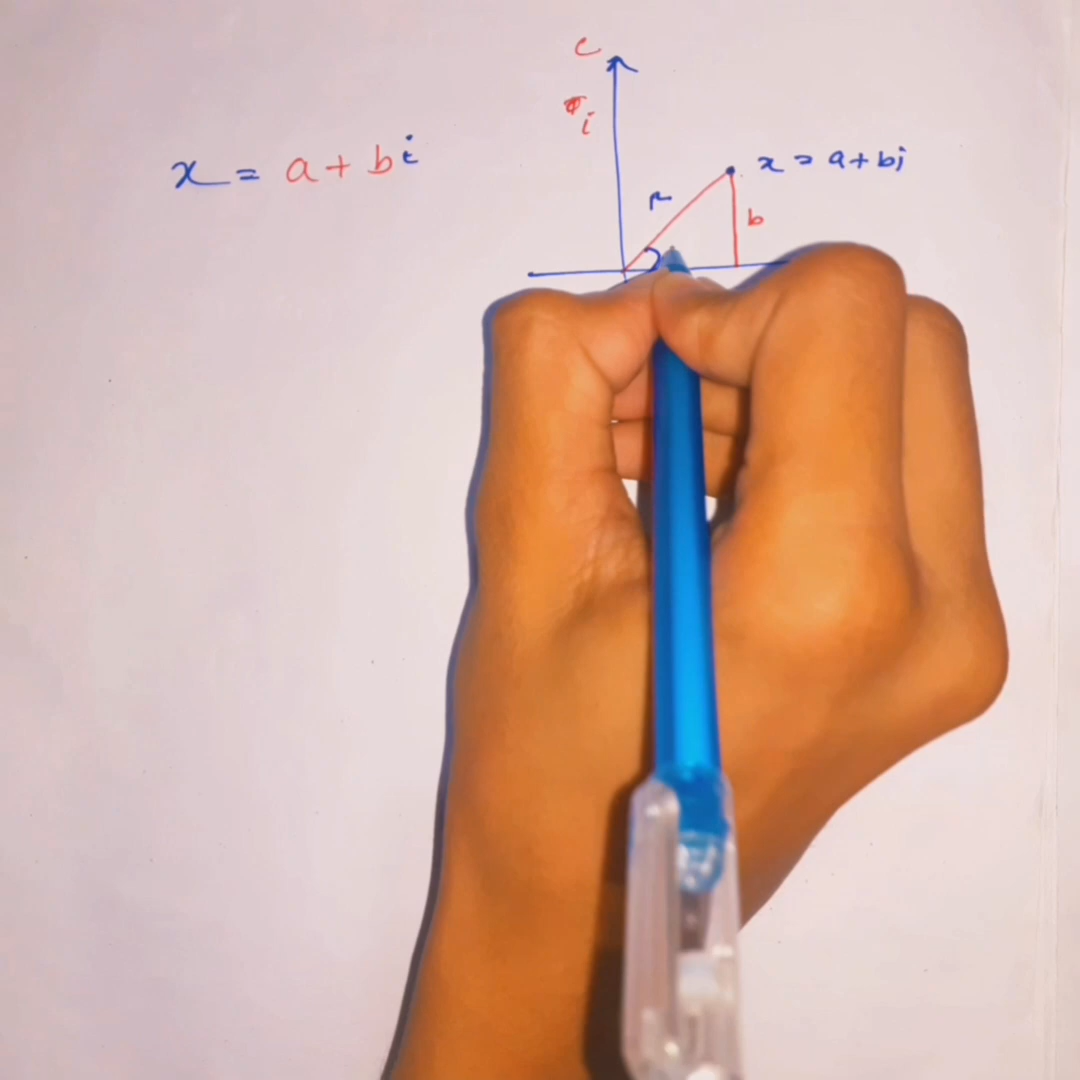 c
i
x = a + bi
x = a + bi
r
b